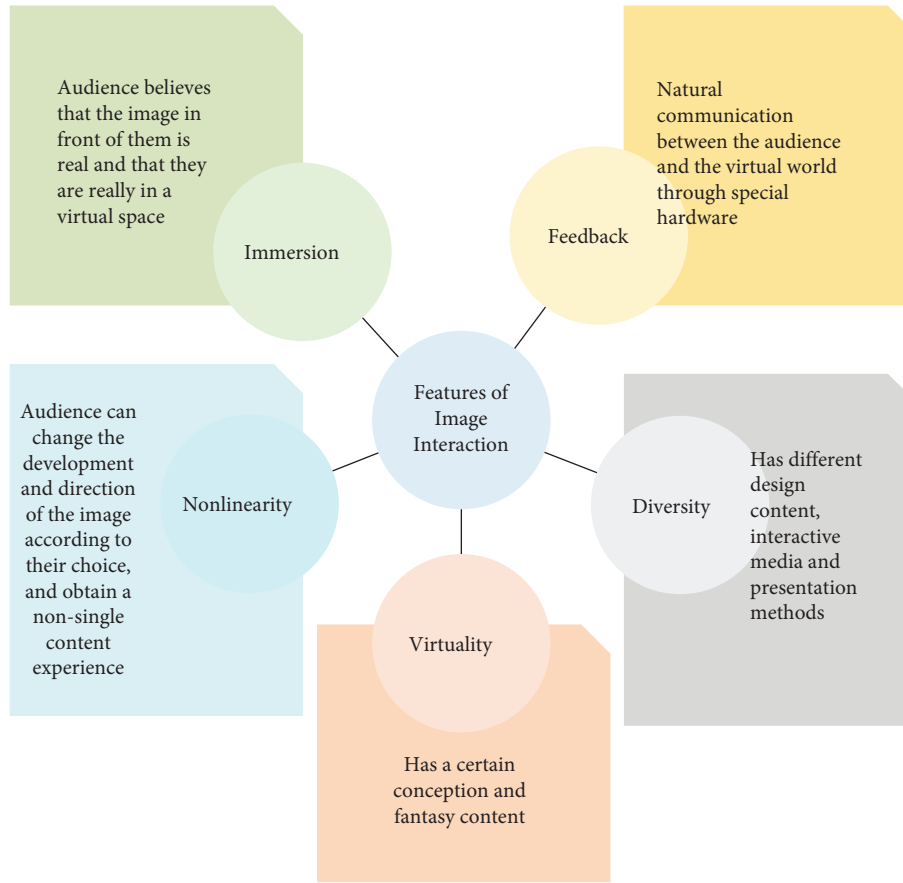 Audience believes
that the image in
front of them is
real and that they
are really in a
virtual space
Immersion
Natural
communication
between the audience
and the virtual world
through special
hardware
Feedback
Features of
Image
Interaction
Audience can
change the
development
and direction
of the image
according to
their choice,
and obtain a
non-single
content
experience
Nonlinearity
Has different
design
content,
interactive
media and
presentation
methods
Diversity
Virtuality
Has a certain
conception and
fantasy content